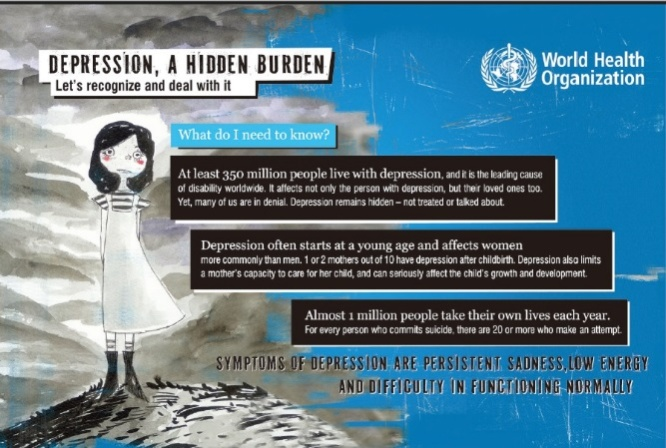 DEPRESSION, A HIDDEN BURDEN
Let's recognize and deal with it
World Health
Organization
What do I need to know?
At least 350 million people live with depression, and it is the leading cause
of disability worldwide. It affects not only the person with depression, but their loved ones too.
Yet, many of us are in denial. Depression remains hidden – not treated or talked about.
Depression often starts at a young age and affects women
more commonly than men. 1 or 2 mothers out of 10 have depression after childbirth. Depression also limits
a mother's capacity to care for her child, and can seriously affect the child's growth and development.
Almost 1 million people take their own lives each year.
For every person who commits suicide, there are 20 or more who make an attempt.
SYMPTOMS OF DEPRESSION ARE PERSISTENT SADNESS,LOW ENERGY
AND DIFFICULTY IN FUNCTIONING NORMALLY